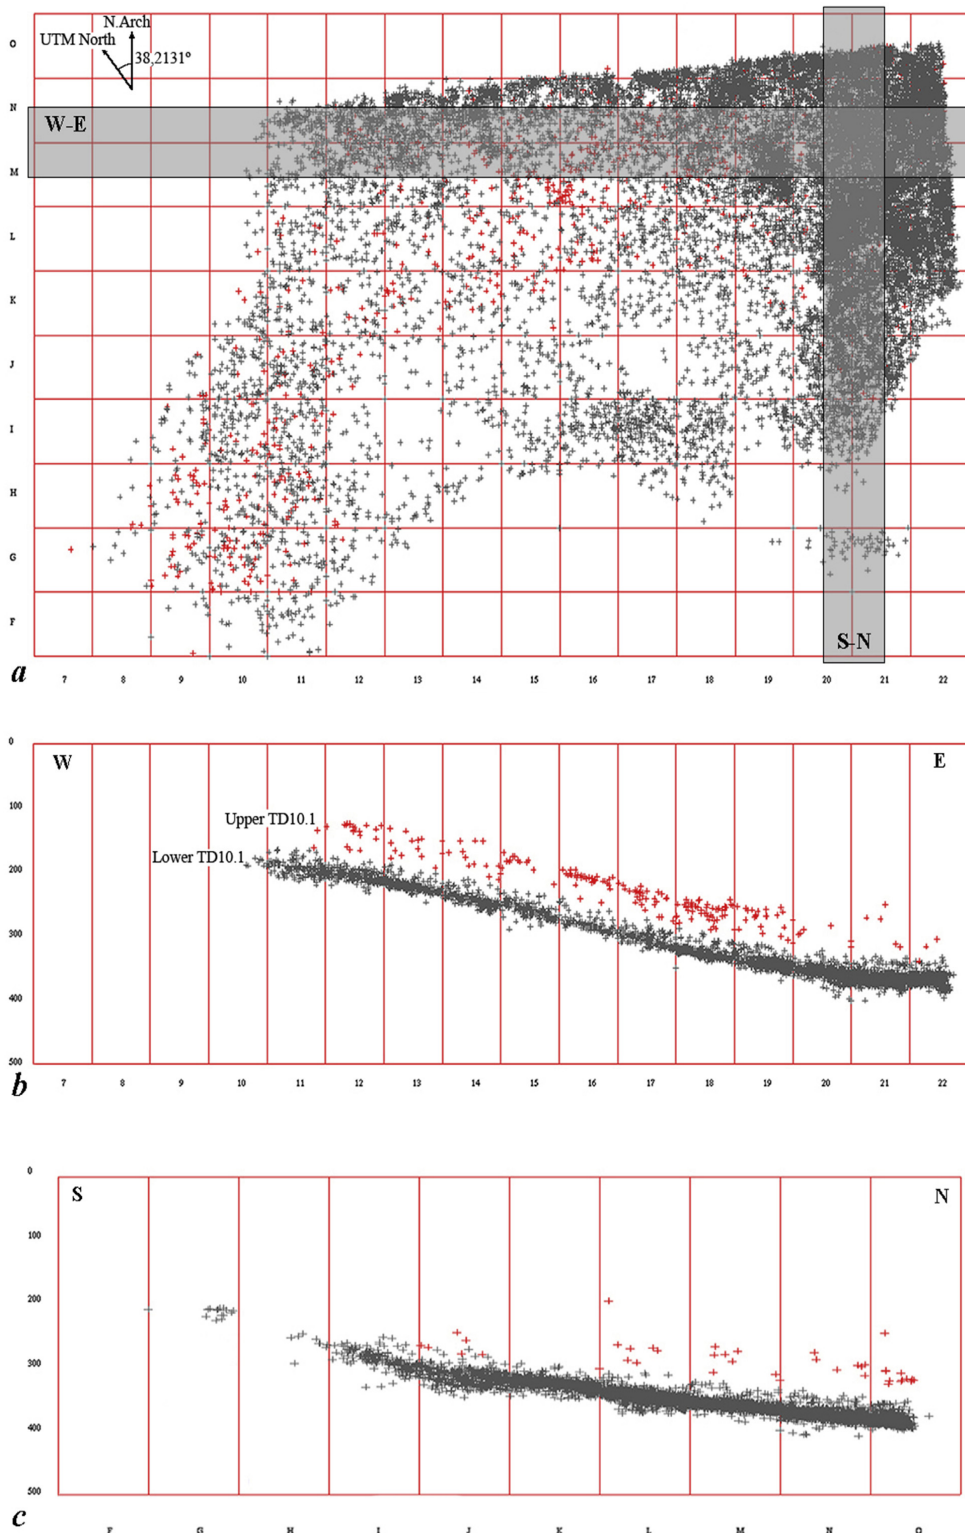 N.Arch
UTM North
38,2131º
O
N
W-E
M
L
K
J
I
H
G
F
S-N
a
7 8 9 10 11 12 13 14 15 16 17 18 19 20 21 22
0
W E
100
Upper TD10.1
Lower TD10.1
200
300
400
500
7 8 9 10 11 12 13 14 15 16 17 18 19 20 21 22
b
0
S N
100
200
300
400
500
c
F G H I J K L M N O